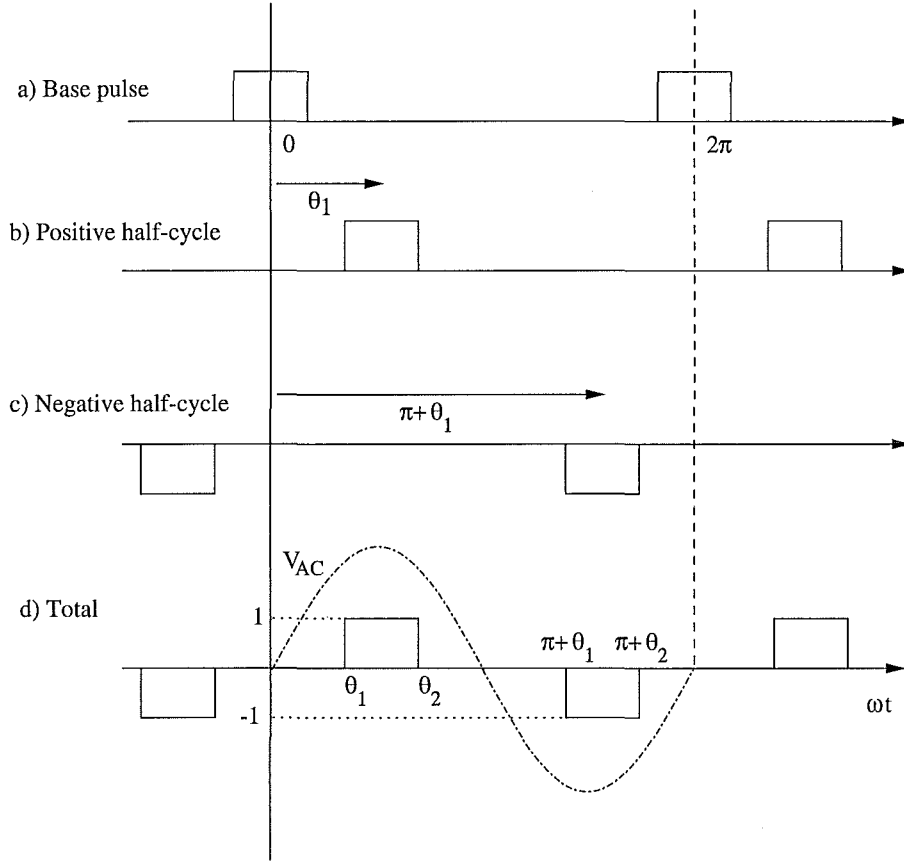 a) Base pulse
0
2π
θ1
b) Positive half-cycle
c) Negative half-cycle
π+θ1
VAC
d) Total
1
π+θ1
π+θ2
θ1
θ2
-1
ωt